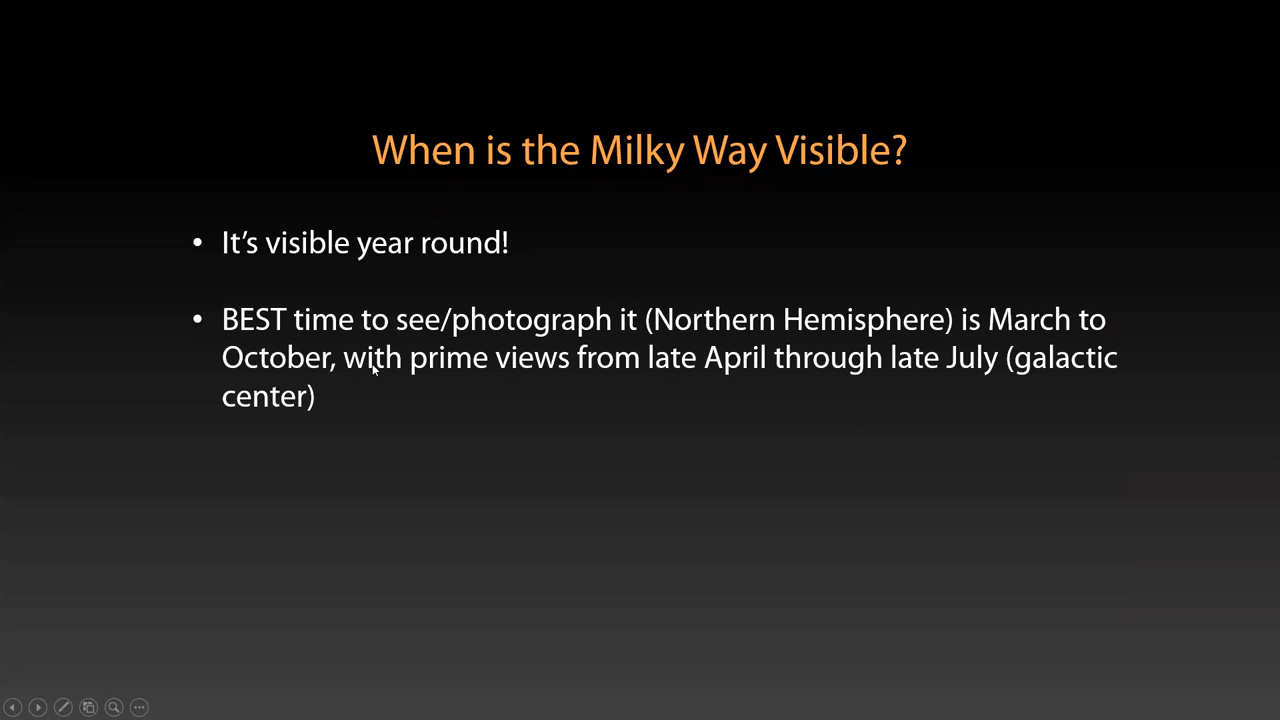 When is the Milky Way Visible?
• It’s visible year round!
• BEST time to see/photograph it (Northern Hemisphere) is March to
October, with prime views from late April through late July (galactic
center)